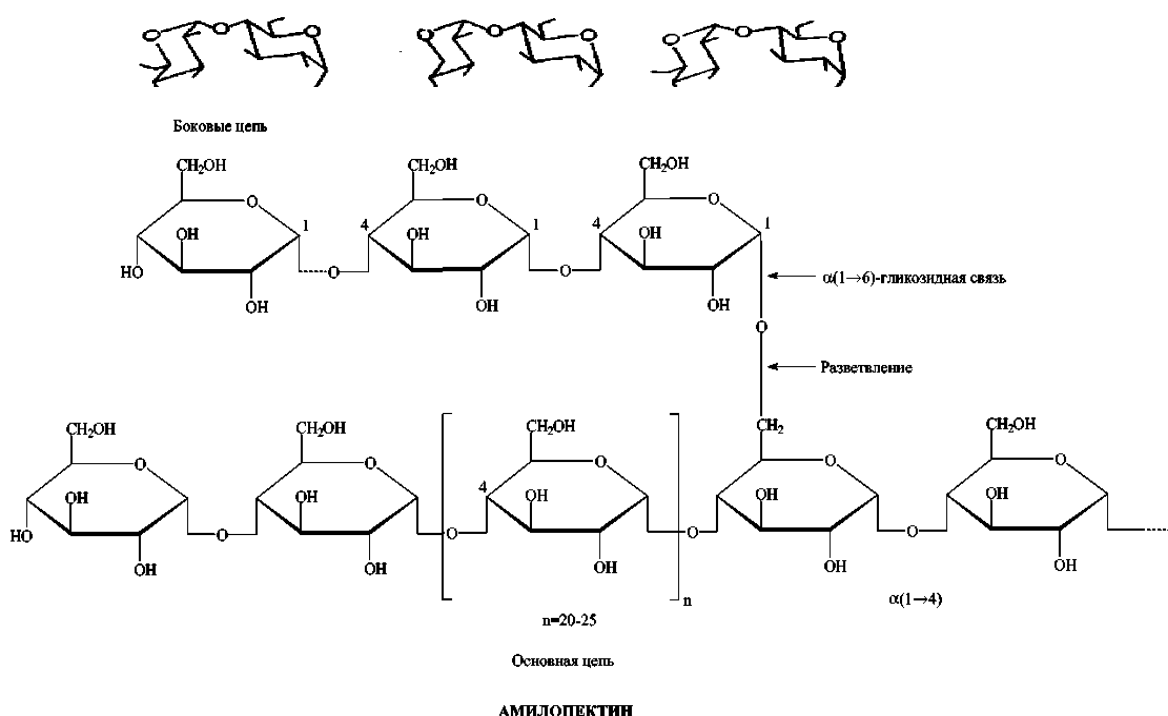 O O O O O O O O O
Боковые цепь
CH₂OH CH₂OH CH₂OH
O O O
1 4 1 4 1
OH OH OH
HO O O
OH OH OH
α(1→6)-гликозидная связь
O
Разветвление
CH₂OH CH₂OH CH₂OH CH₂ CH₂OH
O O O O O
4
OH OH OH OH OH
HO O O O O
OH OH OH OH OH
n
α(1→4)
n=20-25
Основная цепь
АМИЛОПЕКТИН